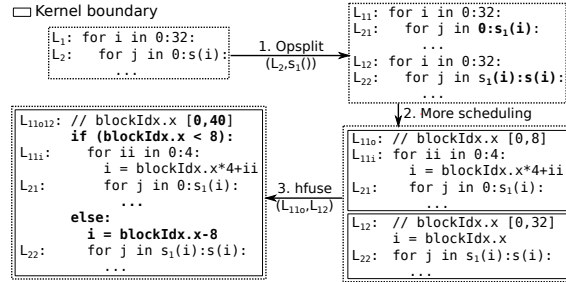 Kernel boundary
L₁: for i in 0:32:
L₂: for j in 0:s(i):
...
1. Opsplit
(L₂,s₁())
L₁₁: for i in 0:32:
L₂₁: for j in 0:s₁(i):
...
L₁₂: for i in 0:32:
L₂₂: for j in s₁(i):s(i):
...
2. More scheduling
L₁₁ₒ: // blockIdx.x [0,8]
L₁₁ᵢ: for ii in 0:4:
i = blockIdx.x*4+ii
L₂₁: for j in 0:s₁(i):
...
L₁₂: // blockIdx.x [0,32]
i = blockIdx.x
L₂₂: for j in s₁(i):s(i):
...
3. hfuse
(L₁₁ₒ,L₁₂)
L₁₁ₒ₁₂: // blockIdx.x [0,40]
if (blockIdx.x < 8):
L₁₁ᵢ: for ii in 0:4:
i = blockIdx.x*4+ii
L₂₁: for j in 0:s₁(i):
...
else:
i = blockIdx.x-8
L₂₂: for j in s₁(i):s(i):
...